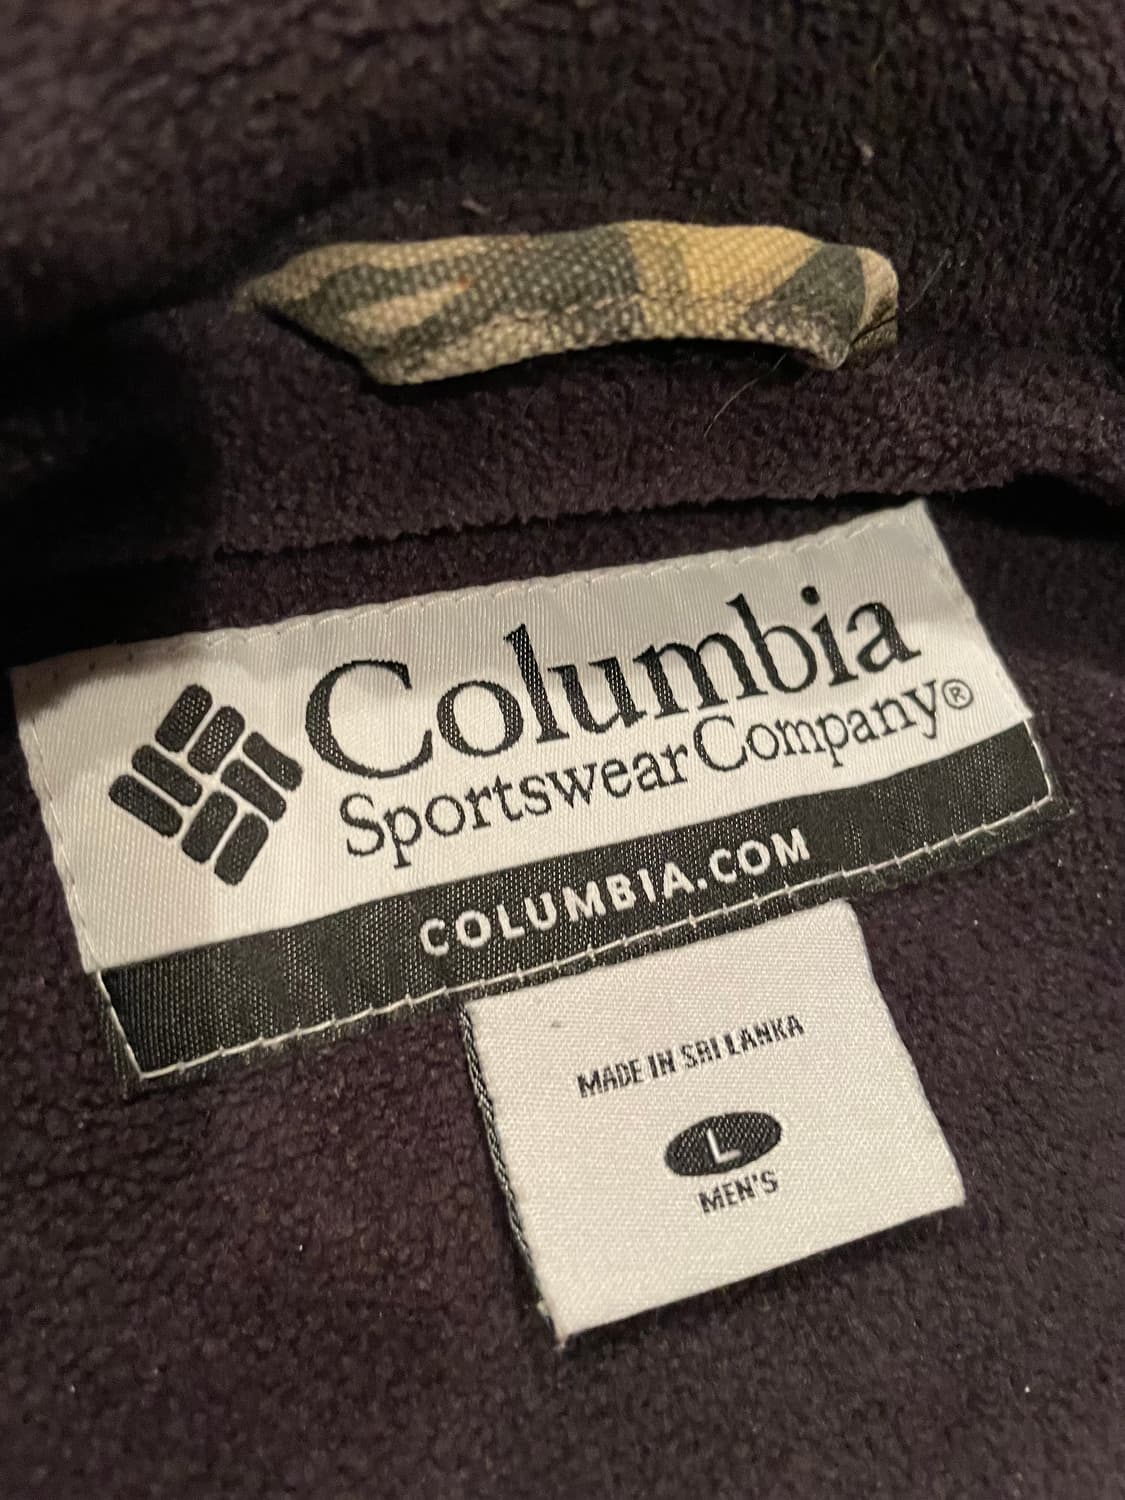 Columbia
Sportswear Company®
COLUMBIA.COM
MADE IN SRI LANKA
L
MEN'S